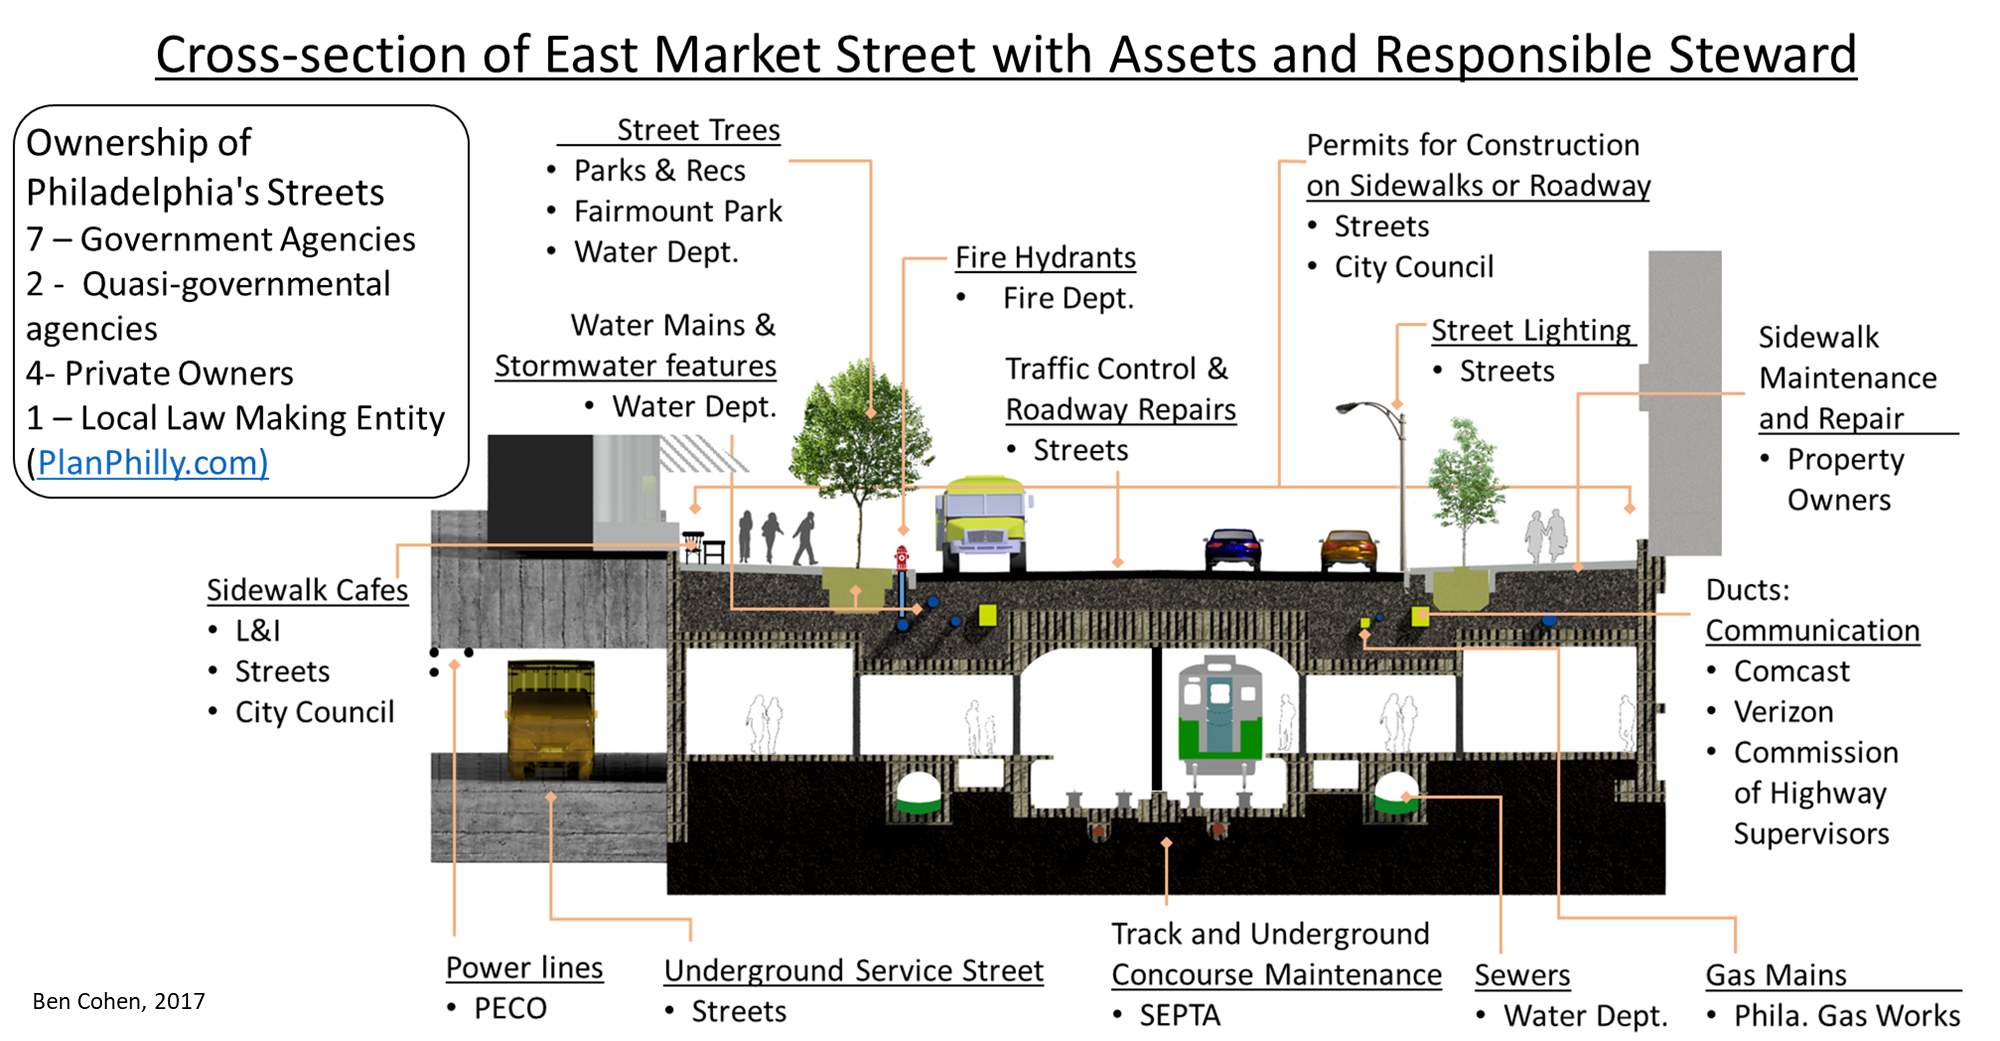 Cross-section of East Market Street with Assets and Responsible Steward
Ownership of
Philadelphia's Streets
7 – Government Agencies
2 - Quasi-governmental
agencies
4- Private Owners
1 – Local Law Making Entity
(PlanPhilly.com)
Street Trees
• Parks & Recs
• Fairmount Park
• Water Dept.
Water Mains &
Stormwater features
• Water Dept.
Fire Hydrants
• Fire Dept.
Traffic Control &
Roadway Repairs
• Streets
Permits for Construction
on Sidewalks or Roadway
• Streets
• City Council
Street Lighting
• Streets
Sidewalk
Maintenance
and Repair
• Property
Owners
Sidewalk Cafes
• L&I
• Streets
• City Council
Ducts:
Communication
• Comcast
• Verizon
• Commission
of Highway
Supervisors
Power lines
• PECO
Underground Service Street
• Streets
Track and Underground
Concourse Maintenance
• SEPTA
Sewers
• Water Dept.
Gas Mains
• Phila. Gas Works
Ben Cohen, 2017